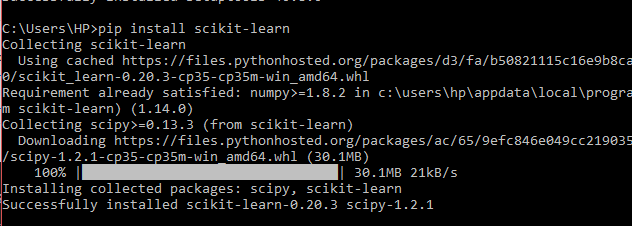 C:\Users\HP>pip install scikit-learn
Collecting scikit-learn
Using cached https://files.pythonhosted.org/packages/d3/fa/b50821115c16e9b8ca
0/scikit_learn-0.20.3-cp35-cp35m-win_amd64.whl
Requirement already satisfied: numpy>=1.8.2 in c:\users\hp\appdata\local\progra
m scikit-learn) (1.14.0)
Collecting scipy>=0.13.3 (from scikit-learn)
Downloading https://files.pythonhosted.org/packages/ac/65/9efc846e049cc219035
/scipy-1.2.1-cp35-cp35m-win_amd64.whl (30.1MB)
100% | | 30.1MB 21kB/s
Installing collected packages: scipy, scikit-learn
Successfully installed scikit-learn-0.20.3 scipy-1.2.1